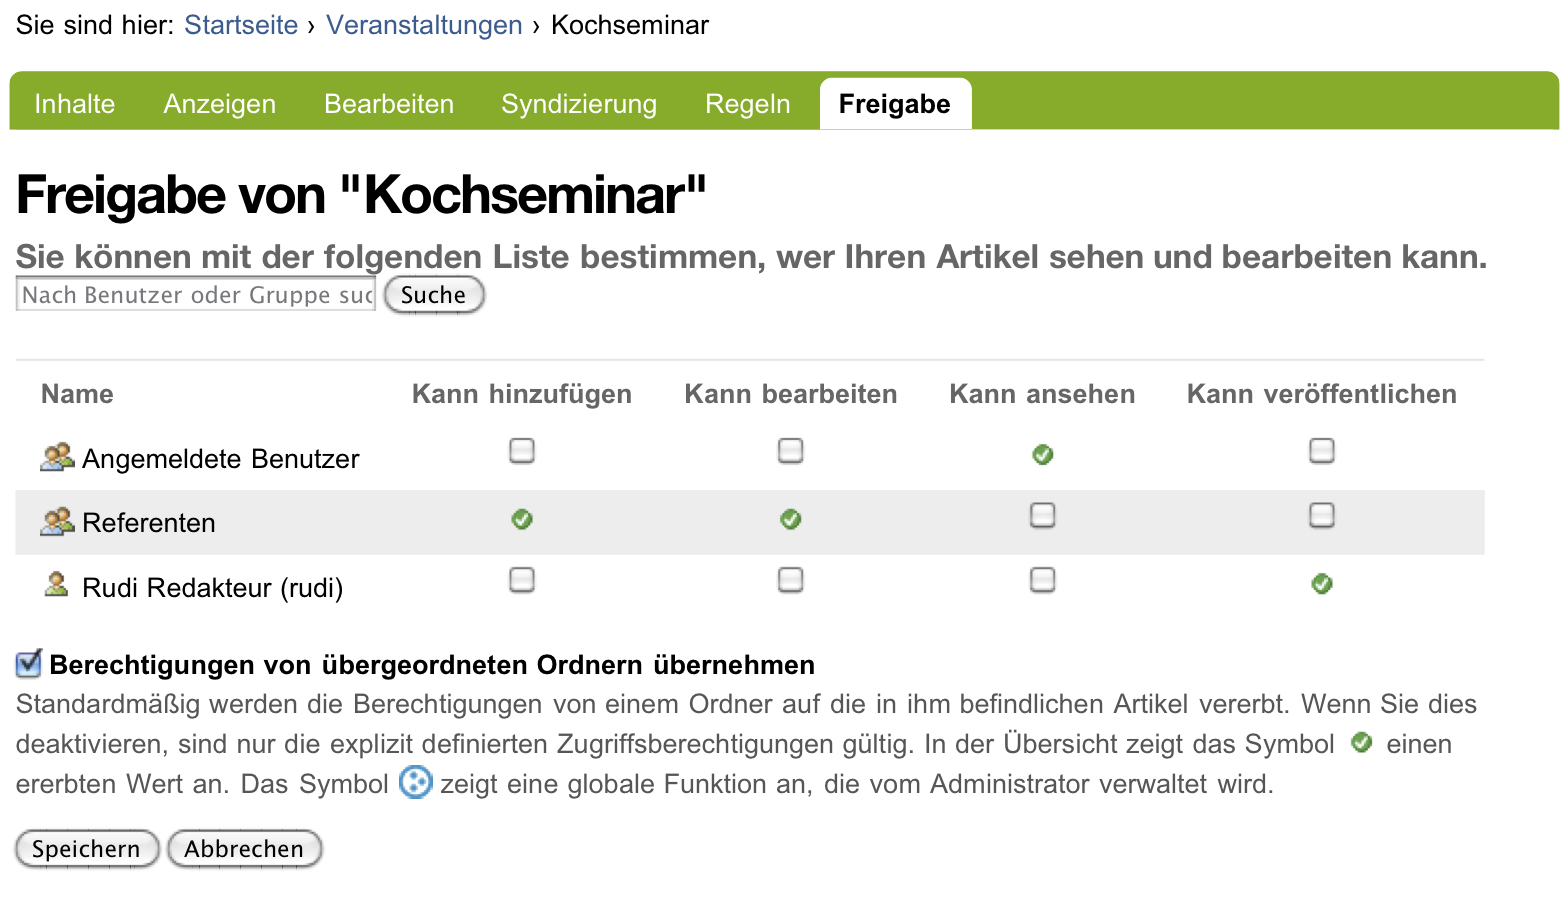 Sie sind hier: Startseite › Veranstaltungen › Kochseminar
Inhalte Anzeigen Bearbeiten Syndizierung Regeln Freigabe
Freigabe von "Kochseminar"
Sie können mit der folgenden Liste bestimmen, wer Ihren Artikel sehen und bearbeiten kann.
Nach Benutzer oder Gruppe suc Suche
Name Kann hinzufügen Kann bearbeiten Kann ansehen Kann veröffentlichen
Angemeldete Benutzer
Referenten
Rudi Redakteur (rudi)
Berechtigungen von übergeordneten Ordnern übernehmen
Standardmäßig werden die Berechtigungen von einem Ordner auf die in ihm befindlichen Artikel vererbt. Wenn Sie dies
deaktivieren, sind nur die explizit definierten Zugriffsberechtigungen gültig. In der Übersicht zeigt das Symbol einen
ererbten Wert an. Das Symbol zeigt eine globale Funktion an, die vom Administrator verwaltet wird.
Speichern Abbrechen